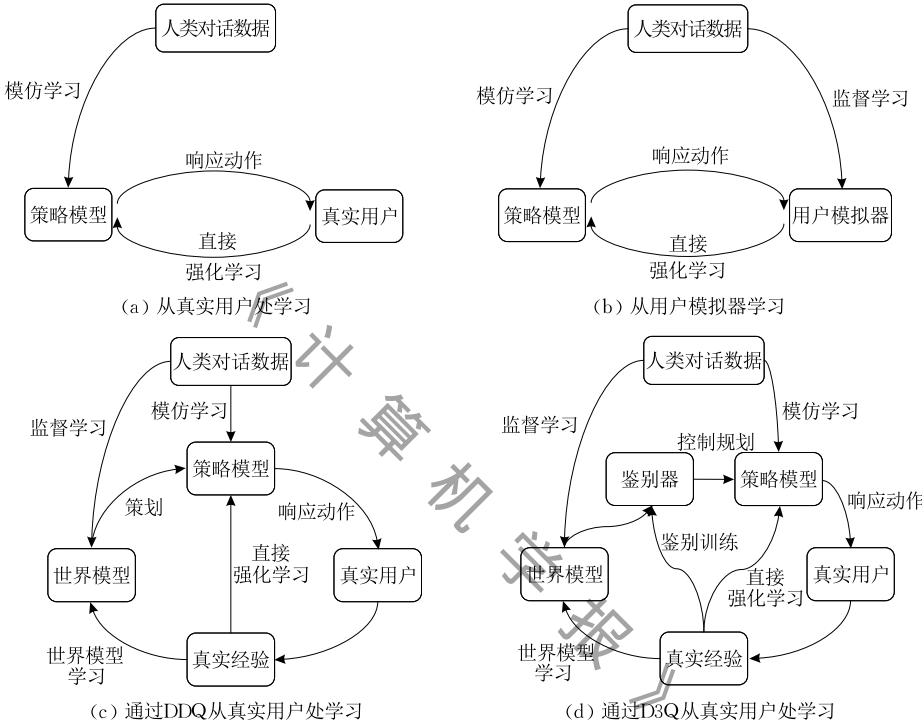 人类对话数据
模仿学习
响应动作
策略模型
真实用户
直接
强化学习
(a) 从真实用户处学习
人类对话数据
模仿学习
监督学习
响应动作
策略模型
用户模拟器
直接
强化学习
(b) 从用户模拟器学习
人类对话数据
监督学习
模仿学习
策略模型
策划
响应动作
直接
强化学习
世界模型
真实用户
世界模型
学习
真实经验
(c) 通过DDQ从真实用户处学习
人类对话数据
监督学习
模仿学习
控制规划
鉴别器
策略模型
响应动作
鉴别训练
世界模型
直接
强化学习
真实用户
世界模型
学习
真实经验
(d) 通过D3Q从真实用户处学习
《计算机学报》